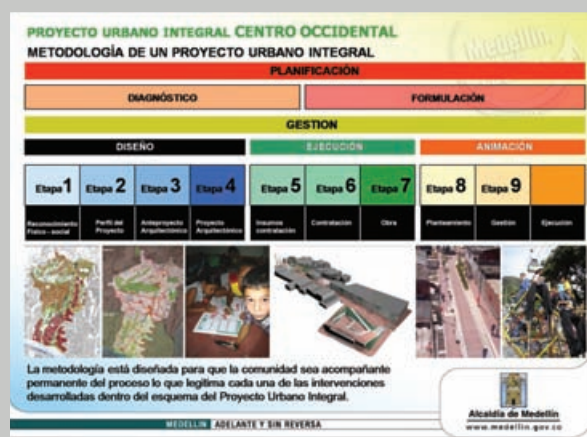 PROYECTO URBANO INTEGRAL CENTRO OCCIDENTAL
METODOLOGÍA DE UN PROYECTO URBANO INTEGRAL
Medellín
PLANIFICACIÓN
DIAGNÓSTICO
FORMULACIÓN
GESTION
DISEÑO
EJECUCIÓN
ANIMACIÓN
Etapa 1
Etapa 2
Etapa 3
Etapa 4
Etapa 5
Etapa 6
Etapa 7
Etapa 8
Etapa 9
Reconocimiento
Físico - social
Perfil del
Proyecto
Anteproyecto
Arquitectónico
Proyecto
Arquitectónico
Insumos
contratación
Contratación
Obra
Planteamiento
Gestión
Ejecución
La metodología está diseñada para que la comunidad sea acompañante
permanente del proceso lo que legitima cada una de las intervenciones
desarrolladas dentro del esquema del Proyecto Urbano Integral.
MEDELLIN ADELANTE Y SIN REVERSA
Alcaldía de Medellín
www.medellin.gov.co